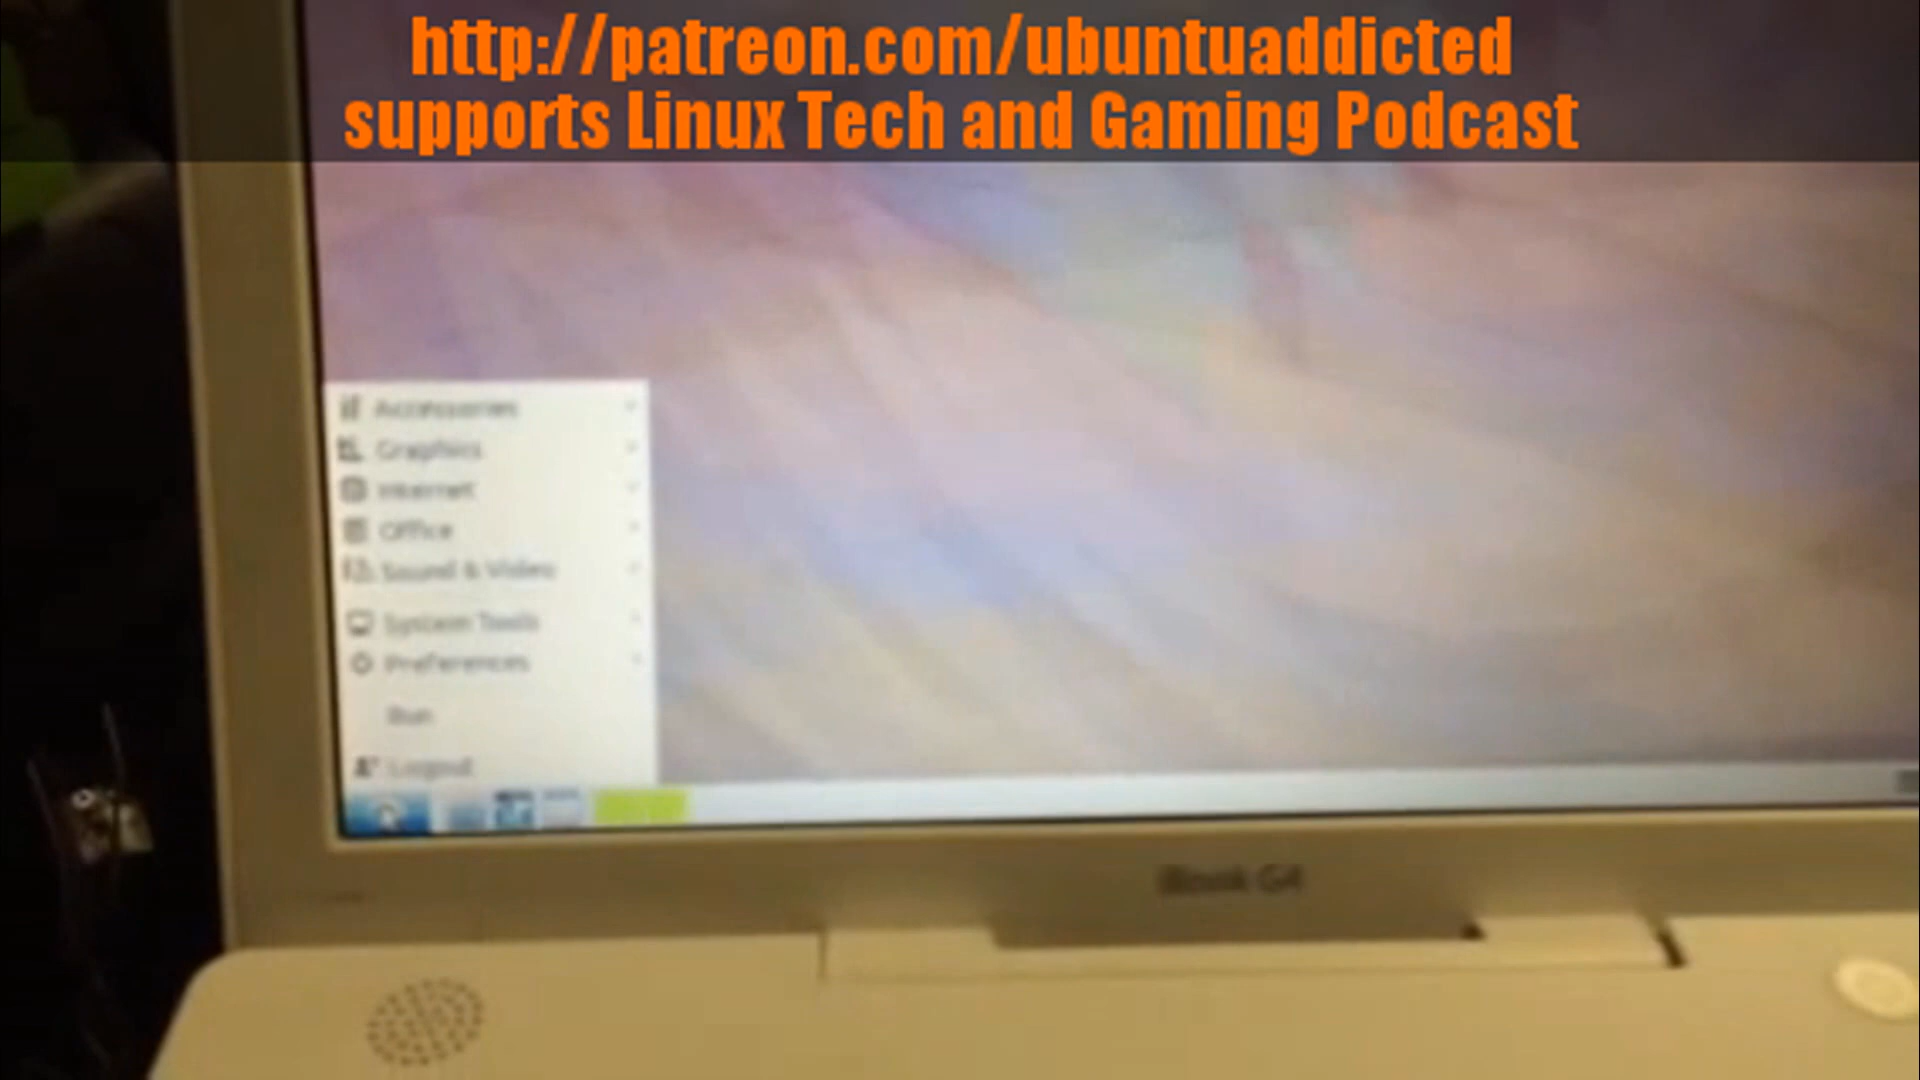 http://patreon.com/ubuntuaddicted
supports Linux Tech and Gaming Podcast
Accessories
Graphics
Internet
Office
Sound & Video
System Tools
Preferences
Run
Logout
iBook G4